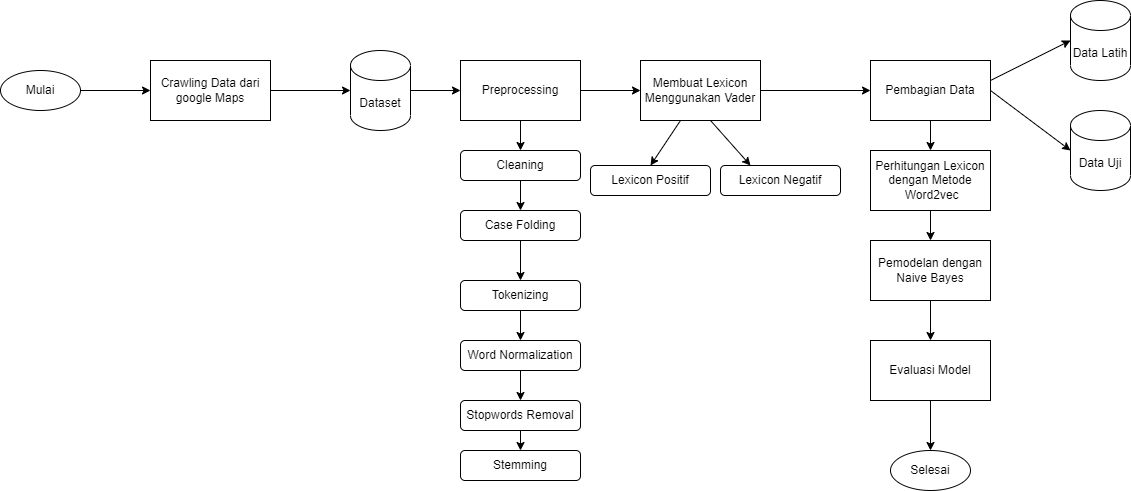 Mulai
Crawling Data dari
google Maps
Dataset
Preprocessing
Cleaning
Case Folding
Tokenizing
Word Normalization
Stopwords Removal
Stemming
Membuat Lexicon
Menggunakan Vader
Lexicon Positif
Lexicon Negatif
Pembagian Data
Data Latih
Data Uji
Perhitungan Lexicon
dengan Metode
Word2vec
Pemodelan dengan
Naive Bayes
Evaluasi Model
Selesai